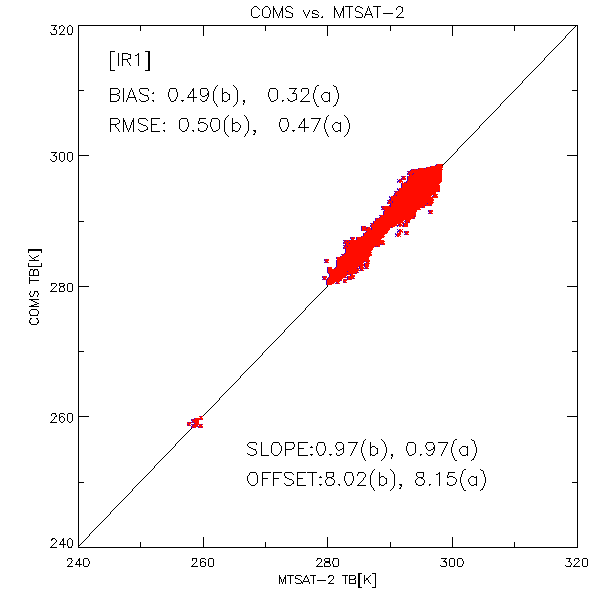 COMS vs. MTSAT-2
320
[IR1]
BIAS: 0.49(b), 0.32(a)
RMSE: 0.50(b), 0.47(a)
300
COMS TB[K]
280
260
SLOPE:0.97(b), 0.97(a)
OFFSET:8.02(b), 8.15(a)
240
240 260 280 300 320
MTSAT-2 TB[K]